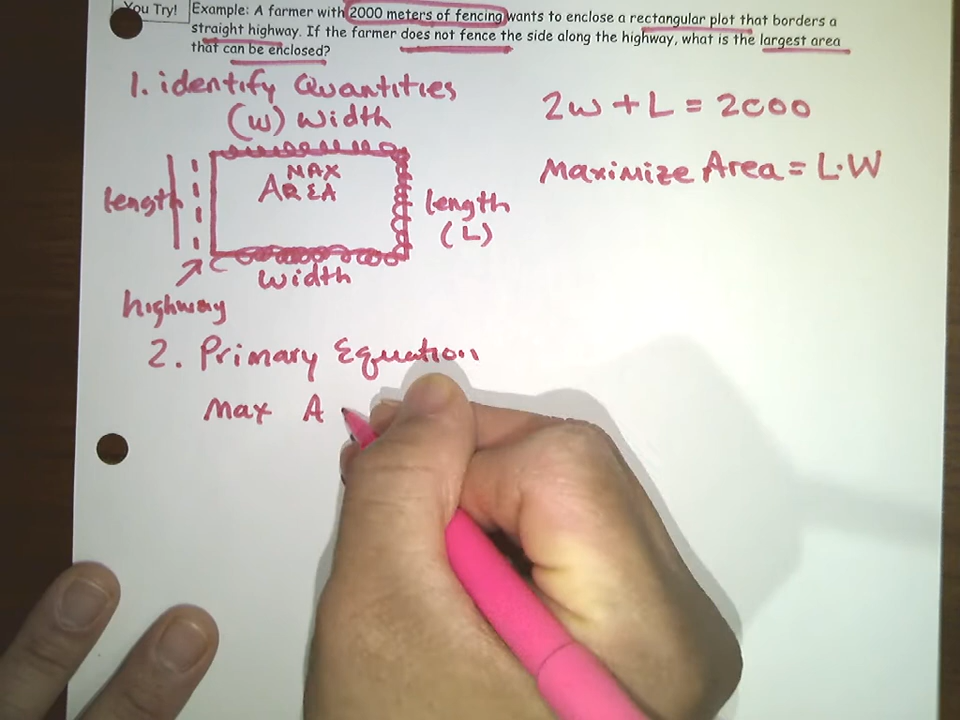 You Try!
Example: A farmer with 2000 meters of fencing wants to enclose a rectangular plot that borders a
straight highway. If the farmer does not fence the side along the highway, what is the largest area
that can be enclosed?
1. identify Quantities
(w) Width
2w + L = 2000
Maximize Area = L·W
MAX
AREA
length
length
(L)
Width
highway
2. Primary Equation
Max A